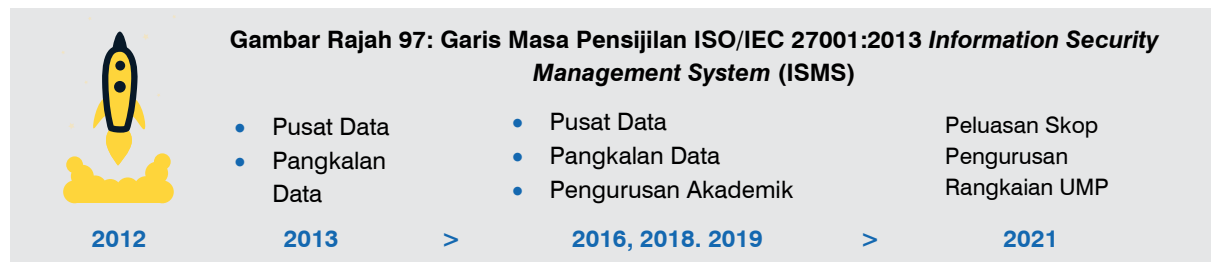 Gambar Rajah 97: Garis Masa Pensijilan ISO/IEC 27001:2013 Information Security
Management System (ISMS)
• Pusat Data
• Pangkalan
Data
• Pusat Data
• Pangkalan Data
• Pengurusan Akademik
Peluasan Skop
Pengurusan
Rangkaian UMP
2012 2013 > 2016, 2018. 2019 > 2021